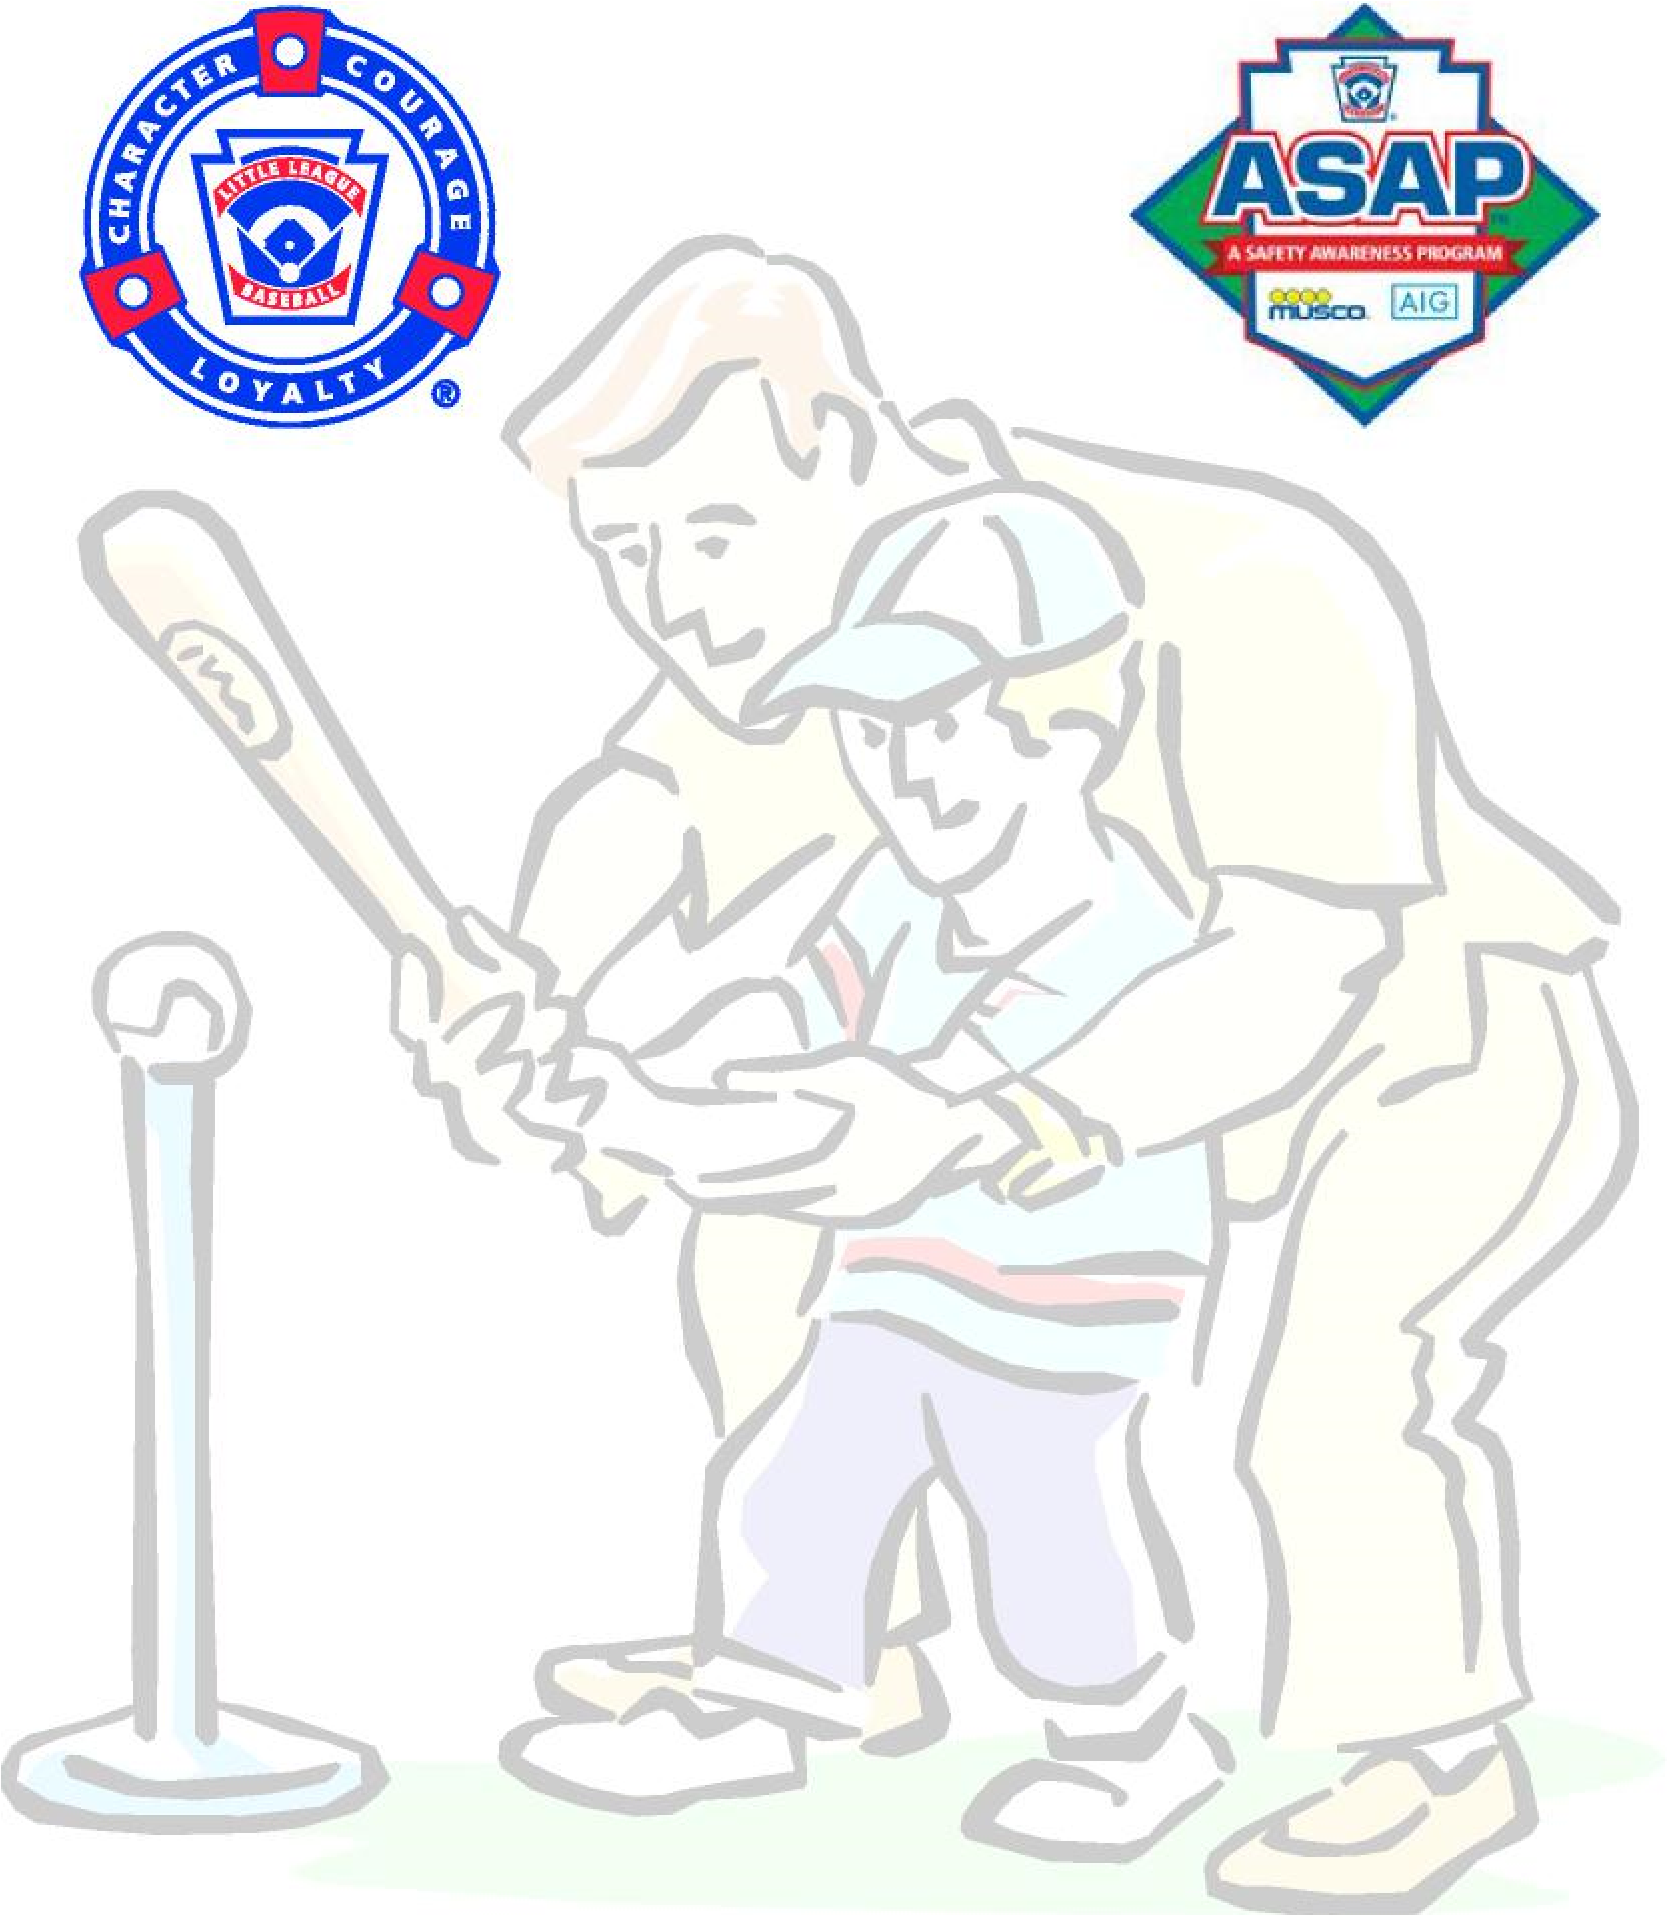 CHARACTER COURAGE LOYALTY
LITTLE LEAGUE
BASEBALL
®
ASAP
A SAFETY AWARENESS PROGRAM
musco
AIG